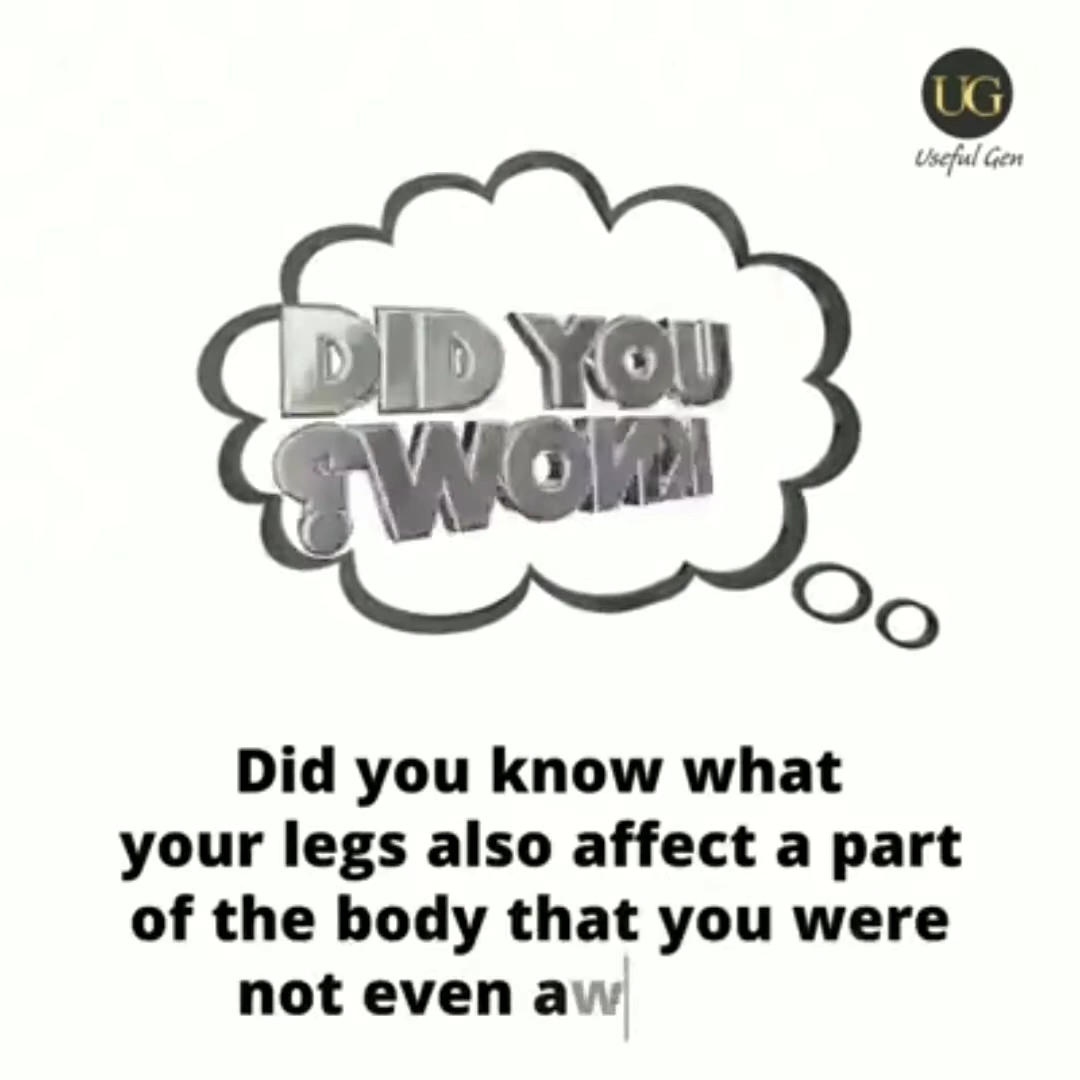 UG
Useful Gen
DID YOU
KNOW?
Did you know what
your legs also affect a part
of the body that you were
not even aw